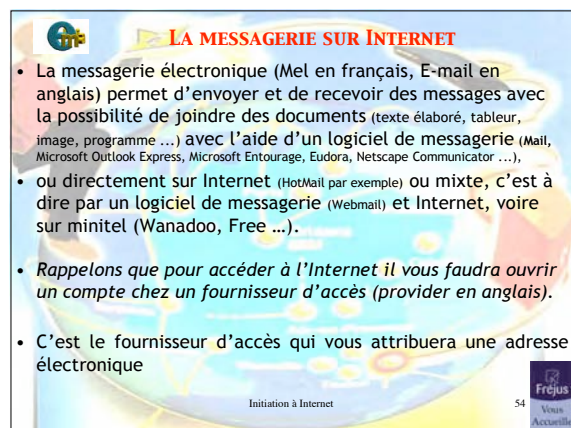 LA MESSAGERIE SUR INTERNET
• La messagerie électronique (Mel en français, E-mail en
anglais) permet d'envoyer et de recevoir des messages avec
la possibilité de joindre des documents (texte élaboré, tableur,
image, programme ...) avec l'aide d'un logiciel de messagerie (Mail,
Microsoft Outlook Express, Microsoft Entourage, Eudora, Netscape Communicator ...),
• ou directement sur Internet (HotMail par exemple) ou mixte, c'est à
dire par un logiciel de messagerie (Webmail) et Internet, voire
sur minitel (Wanadoo, Free …).
• Rappelons que pour accéder à l'Internet il vous faudra ouvrir
un compte chez un fournisseur d'accès (provider en anglais).
• C'est le fournisseur d'accès qui vous attribuera une adresse
électronique
Initiation à Internet
54
Fréjus
Vous
Accueille